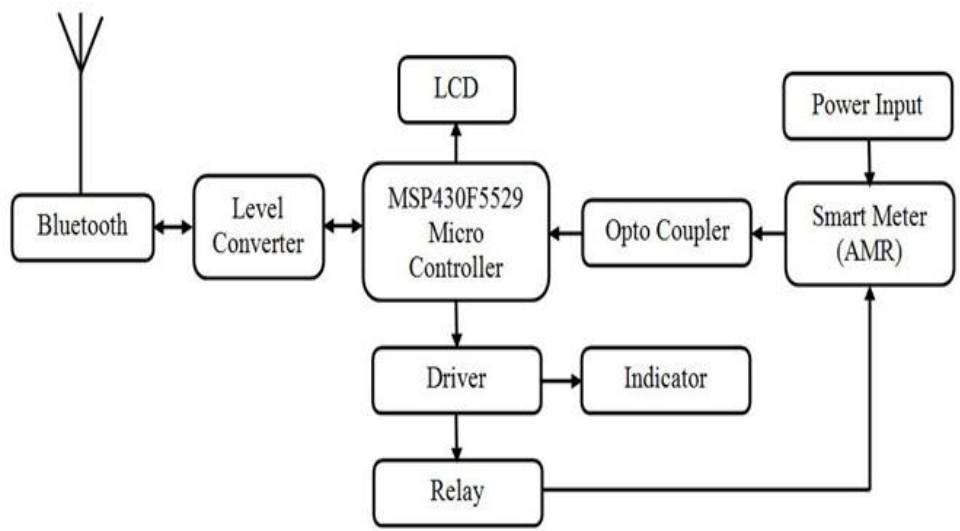 LCD
Power Input
Bluetooth
Level
Converter
MSP430F5529
Micro
Controller
Opto Coupler
Smart Meter
(AMR)
Driver
Indicator
Relay